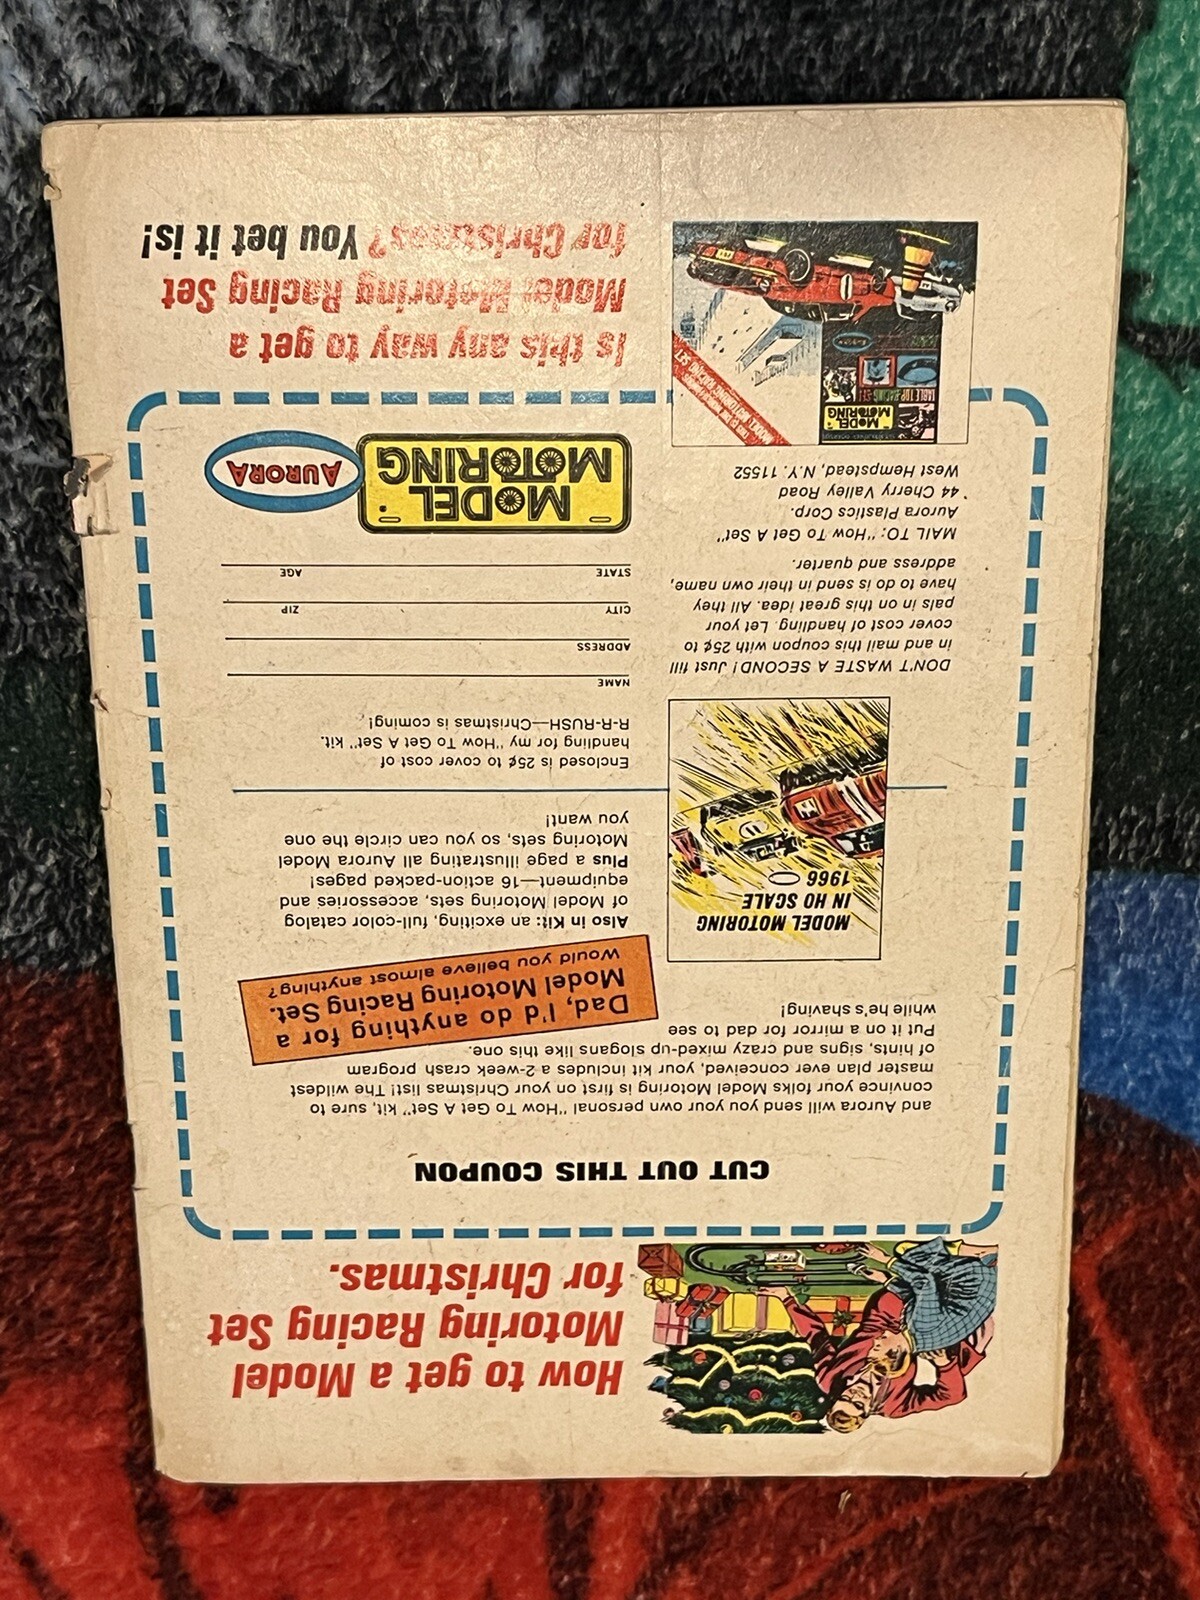 How to get a Model
Motoring Racing Set
for Christmas.
CUT OUT THIS COUPON
and Aurora will send you your own personal "How To Get A Set" kit, sure to
convince your folks Model Motoring is first on your Christmas list! The wildest
master plan ever conceived, your kit includes a 2-week crash program
of hints, signs and crazy mixed-up slogans like this one.
Put it on a mirror for dad to see
while he's shaving!
Dad, I'd do anything for a
Model Motoring Racing Set.
Would you believe almost anything?
MODEL MOTORING
IN HO SCALE
1966
Also in Kit: an exciting, full-color catalog
of Model Motoring sets, accessories and
equipment—16 action-packed pages!
Plus a page illustrating all Aurora Model
Motoring sets, so you can circle the one
you want!
Enclosed is 25¢ to cover cost of
handling for my "How To Get A Set" kit.
R-R-RUSH—Christmas is coming!
NAME
ADDRESS
CITY ZIP
STATE AGE
DON'T WASTE A SECOND! Just fill
in and mail this coupon with 25¢ to
cover cost of handling. Let your
pals in on this great idea. All they
have to do is send in their own name,
address and quarter.
MAIL TO: "How To Get A Set"
Aurora Plastics Corp.
44 Cherry Valley Road
West Hempstead, N.Y. 11552
MODEL
MOTORING
AURORA
MODEL
MOTORING
TABLE TOP RACING SET
MODEL MOTORING RACING SET
Is this any way to get a
Model Motoring Racing Set
for Christmas? You bet it is!